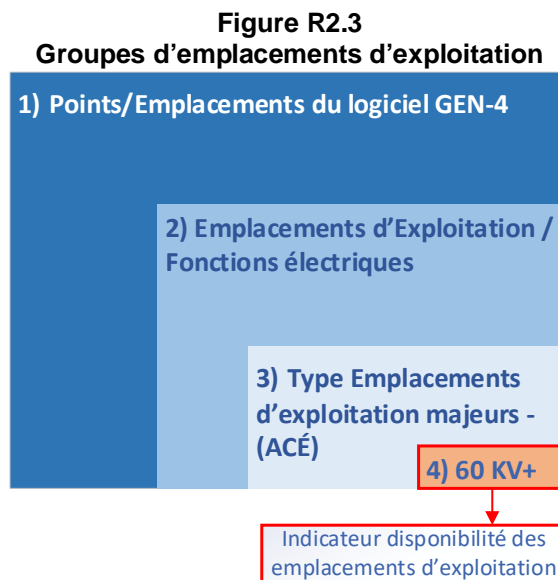 Figure R2.3
Groupes d’emplacements d’exploitation
1) Points/Emplacements du logiciel GEN-4
2) Emplacements d’Exploitation /
Fonctions électriques
3) Type Emplacements
d’exploitation majeurs -
(ACÉ)
4) 60 KV+
Indicateur disponibilité des
emplacements d’exploitation